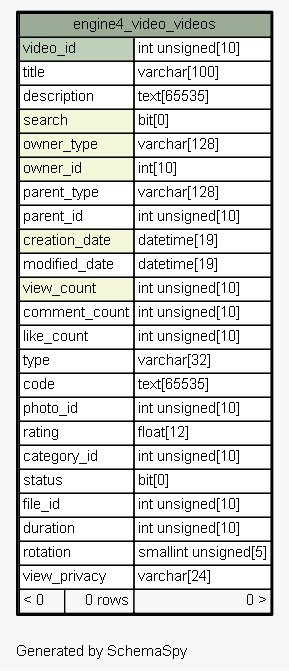 engine4_video_videos
video_id int unsigned[10]
title varchar[100]
description text[65535]
search bit[0]
owner_type varchar[128]
owner_id int[10]
parent_type varchar[128]
parent_id int unsigned[10]
creation_date datetime[19]
modified_date datetime[19]
view_count int unsigned[10]
comment_count int unsigned[10]
like_count int unsigned[10]
type varchar[32]
code text[65535]
photo_id int unsigned[10]
rating float[12]
category_id int unsigned[10]
status bit[0]
file_id int unsigned[10]
duration int unsigned[10]
rotation smallint unsigned[5]
view_privacy varchar[24]
< 0 0 rows 0 >
Generated by SchemaSpy